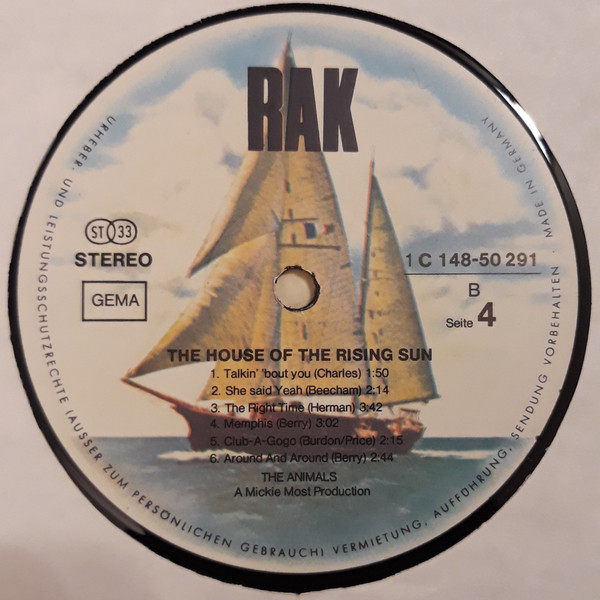 RAK
ST 33
STEREO
GEMA
1 C 148-50 291
B
Seite 4
THE HOUSE OF THE RISING SUN
1. Talkin' 'bout you (Charles) 1:50
2. She said Yeah (Beecham) 2:14
3. The Right Time (Herman) 3:42
4. Memphis (Berry) 3:02
5. Club-A-Gogo (Burdon/Price) 2:15
6. Around And Around (Berry) 2:44
THE ANIMALS
A Mickie Most Production
URHEBER- UND LEISTUNGSSCHUTZRECHTE (AUSSER ZUM PERSÖNLICHEN GEBRAUCH) VERMIETUNG, AUFFÜHRUNG, SENDUNG VORBEHALTEN · MADE IN GERMANY